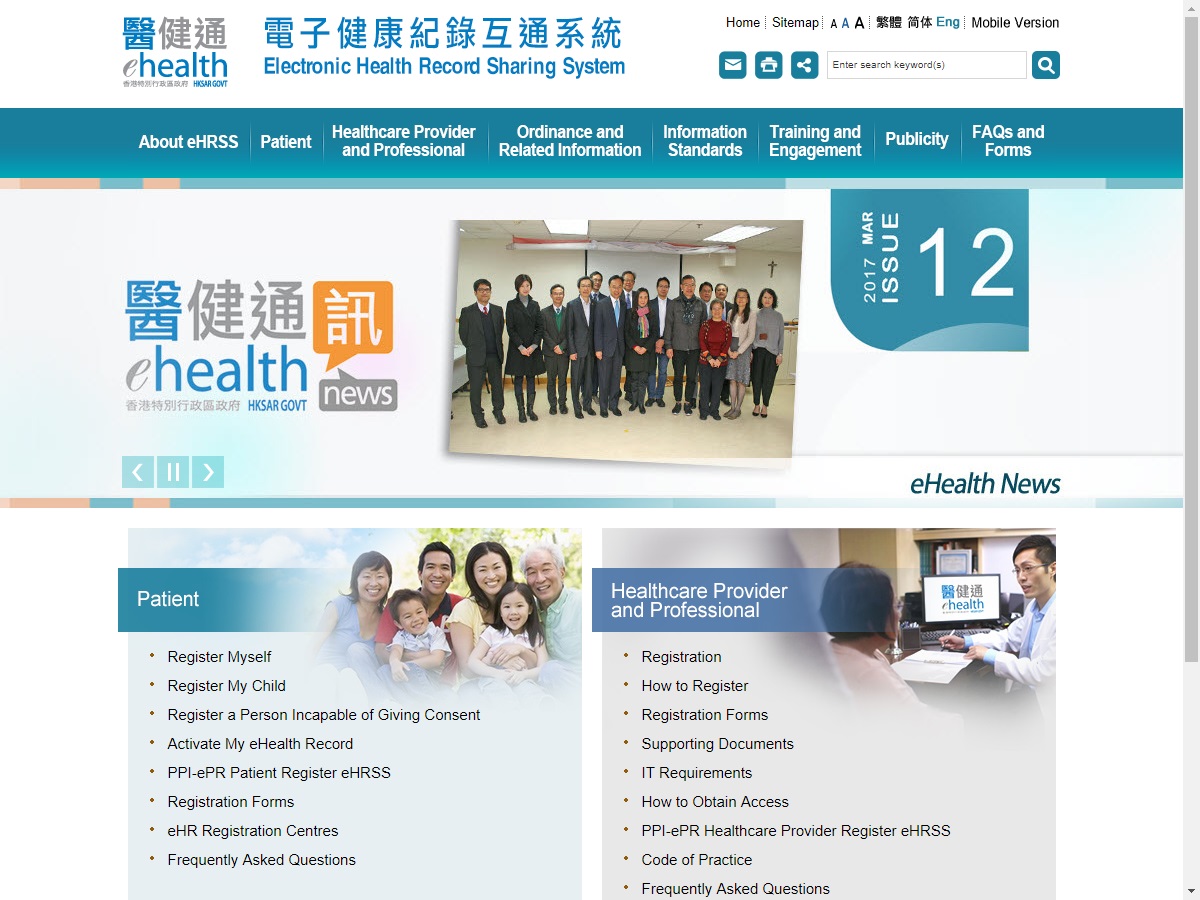 醫健通
ehealth
香港特別行政區政府 HKSAR GOVT
電子健康紀錄互通系統
Electronic Health Record Sharing System
Home Sitemap A A A 繁體 简体 Eng Mobile Version
Enter search keyword(s)
About eHRSS
Patient
Healthcare Provider
and Professional
Ordinance and
Related Information
Information
Standards
Training and
Engagement
Publicity
FAQs and
Forms
醫健通訊
ehealth news
香港特別行政區政府 HKSAR GOVT
2017 MAR
ISSUE
12
eHealth News
Patient
Register Myself
Register My Child
Register a Person Incapable of Giving Consent
Activate My eHealth Record
PPI-ePR Patient Register eHRSS
Registration Forms
eHR Registration Centres
Frequently Asked Questions
Healthcare Provider
and Professional
醫健通
ehealth
Registration
How to Register
Registration Forms
Supporting Documents
IT Requirements
How to Obtain Access
PPI-ePR Healthcare Provider Register eHRSS
Code of Practice
Frequently Asked Questions